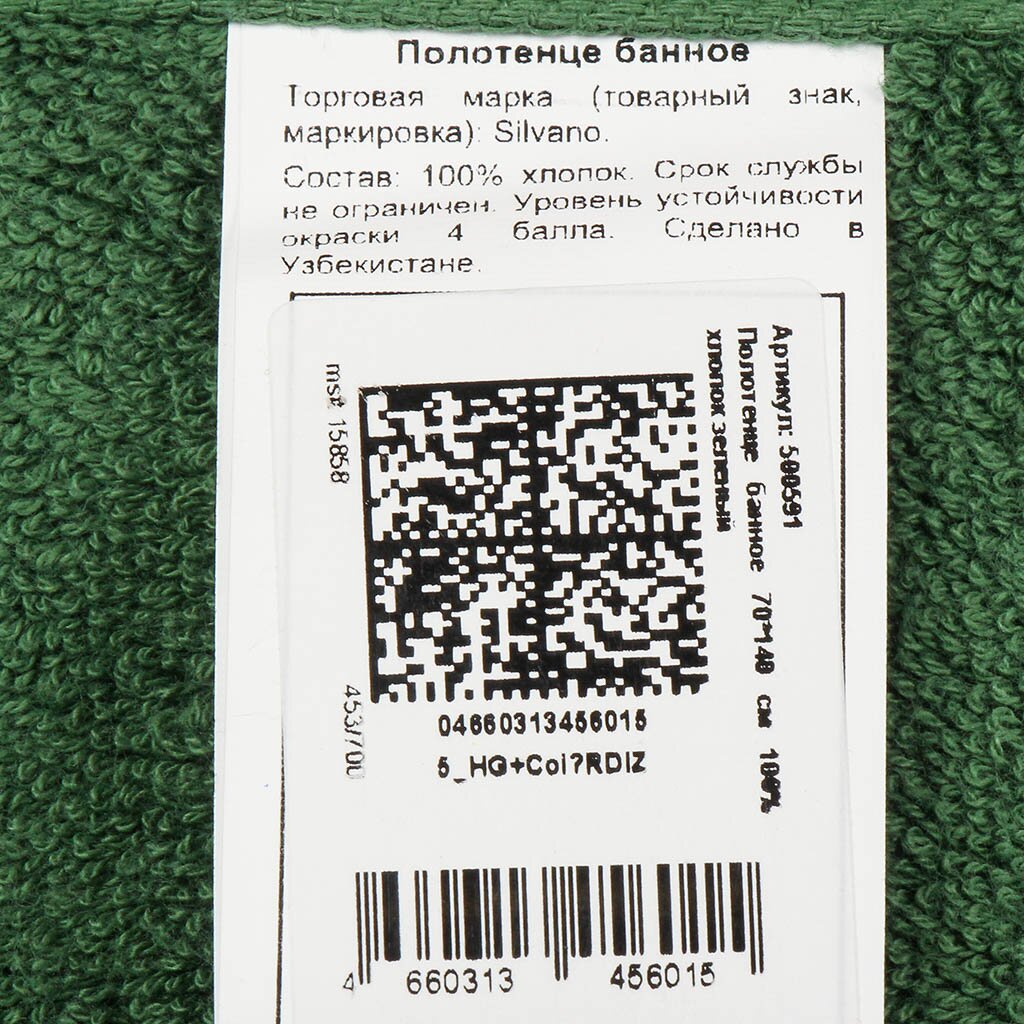 Полотенце банное
Торговая марка (товарный знак,
маркировка): Silvano.
Состав: 100% хлопок. Срок службы
не ограничен. Уровень устойчивости
окраски 4 балла. Сделано в
Узбекистане.
Артикул: 500691
Полотенце банное 70*140 см 100%
хлопок зеленый
msk 15858
453/700
04660313456015
5_HG+Col?RDIZ
4 660313 456015